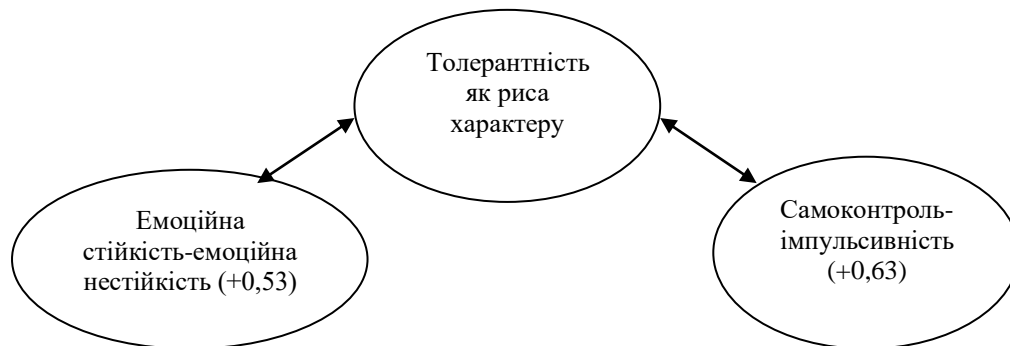 Толерантність
як риса
характеру
Емоційна
стійкість-емоційна
нестійкість (+0,53)
Самоконтроль-
імпульсивність
(+0,63)